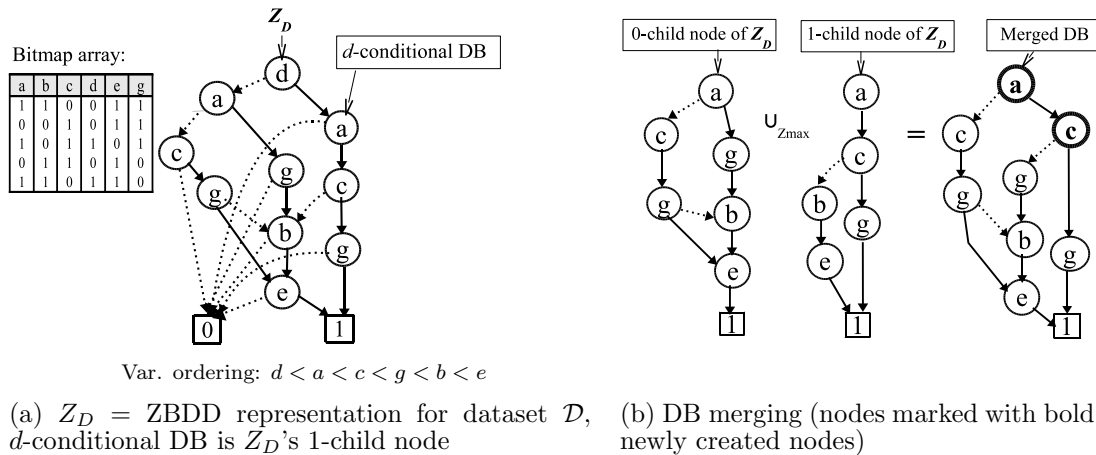 Z_D
Bitmap array:
d-conditional DB
a b c d e g
1 1 0 0 1 1
0 0 1 0 1 1
0 1 1 0 1 0
1 0 1 1 0 1
1 1 0 1 1 0
d
a
a
c
g
c
g
b
g
e
0
1
Var. ordering: d < a < c < g < b < e
(a) Z_D = ZBDD representation for dataset 𝒟,
d-conditional DB is Z_D's 1-child node
0-child node of Z_D
1-child node of Z_D
Merged DB
a
c
g
g
b
e
1
∪Zmax
a
c
b
g
e
1
=
a
c
c
g
g
b
g
e
1
(b) DB merging (nodes marked with bold
newly created nodes)